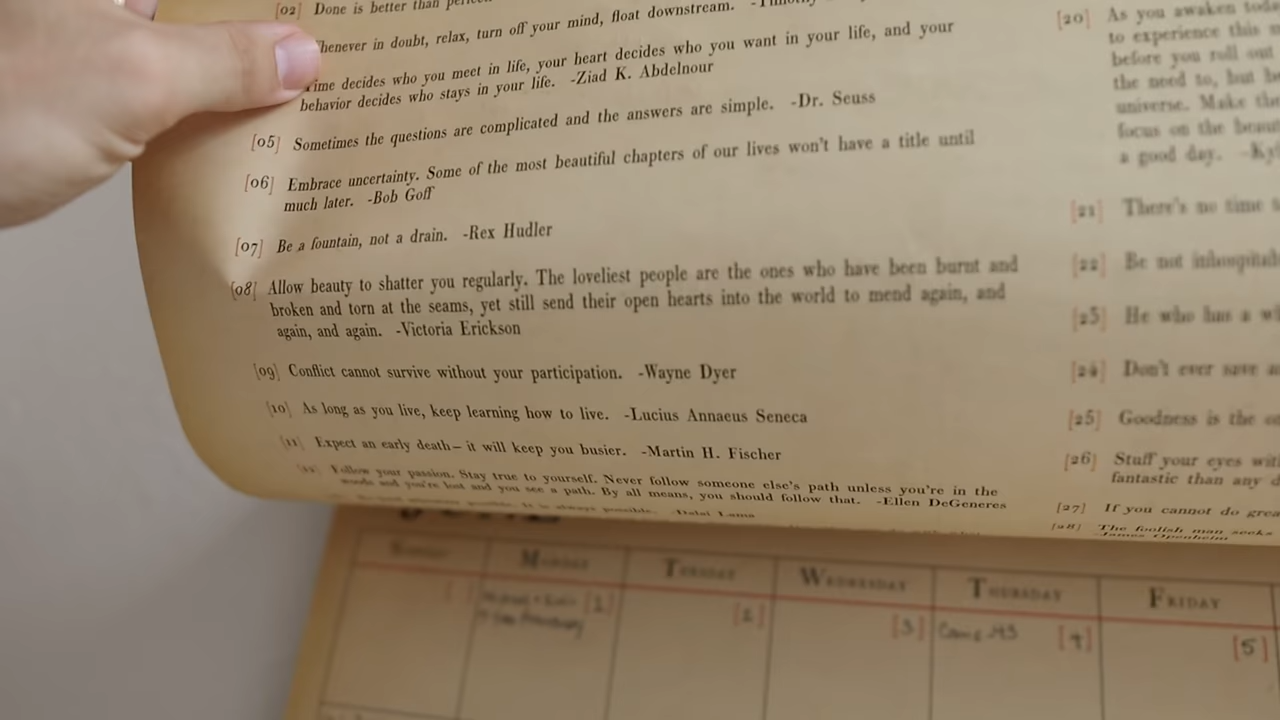 [02] Done is better than
henever in doubt, relax, turn off your mind, float downstream.
ime decides who you meet in life, your heart decides who you want in your life, and your
behavior decides who stays in your life. -Ziad K. Abdelnour
[05] Sometimes the questions are complicated and the answers are simple. -Dr. Seuss
[06] Embrace uncertainty. Some of the most beautiful chapters of our lives won't have a title until
much later. -Bob Goff
[07] Be a fountain, not a drain. -Rex Hudler
[08] Allow beauty to shatter you regularly. The loveliest people are the ones who have been burnt and
broken and torn at the seams, yet still send their open hearts into the world to mend again, and
again, and again. -Victoria Erickson
[09] Conflict cannot survive without your participation. -Wayne Dyer
[10] As long as you live, keep learning how to live. -Lucius Annaeus Seneca
[11] Expect an early death— it will keep you busier. -Martin H. Fischer
[12] Follow your passion. Stay true to yourself. Never follow someone else's path unless you're in the
woods and you're lost and you see a path. By all means, you should follow that. -Ellen DeGeneres
It is always possible. -Dalai Lama
[20] As you awaken
to experience this
before you roll out
the need to, but
universe. Make
focus on the
a good day.
[21] There's no time
[22] Be not
[23] He who has a
[24] Don't ever save
[25] Goodness is the
[26] Stuff your eyes
fantastic than any
[27] If you cannot do
[28] The foolish man seeks
Monday
Tuesday
Wednesday
Thursday
Friday
[1]
[2]
[3]
[4]
[5]